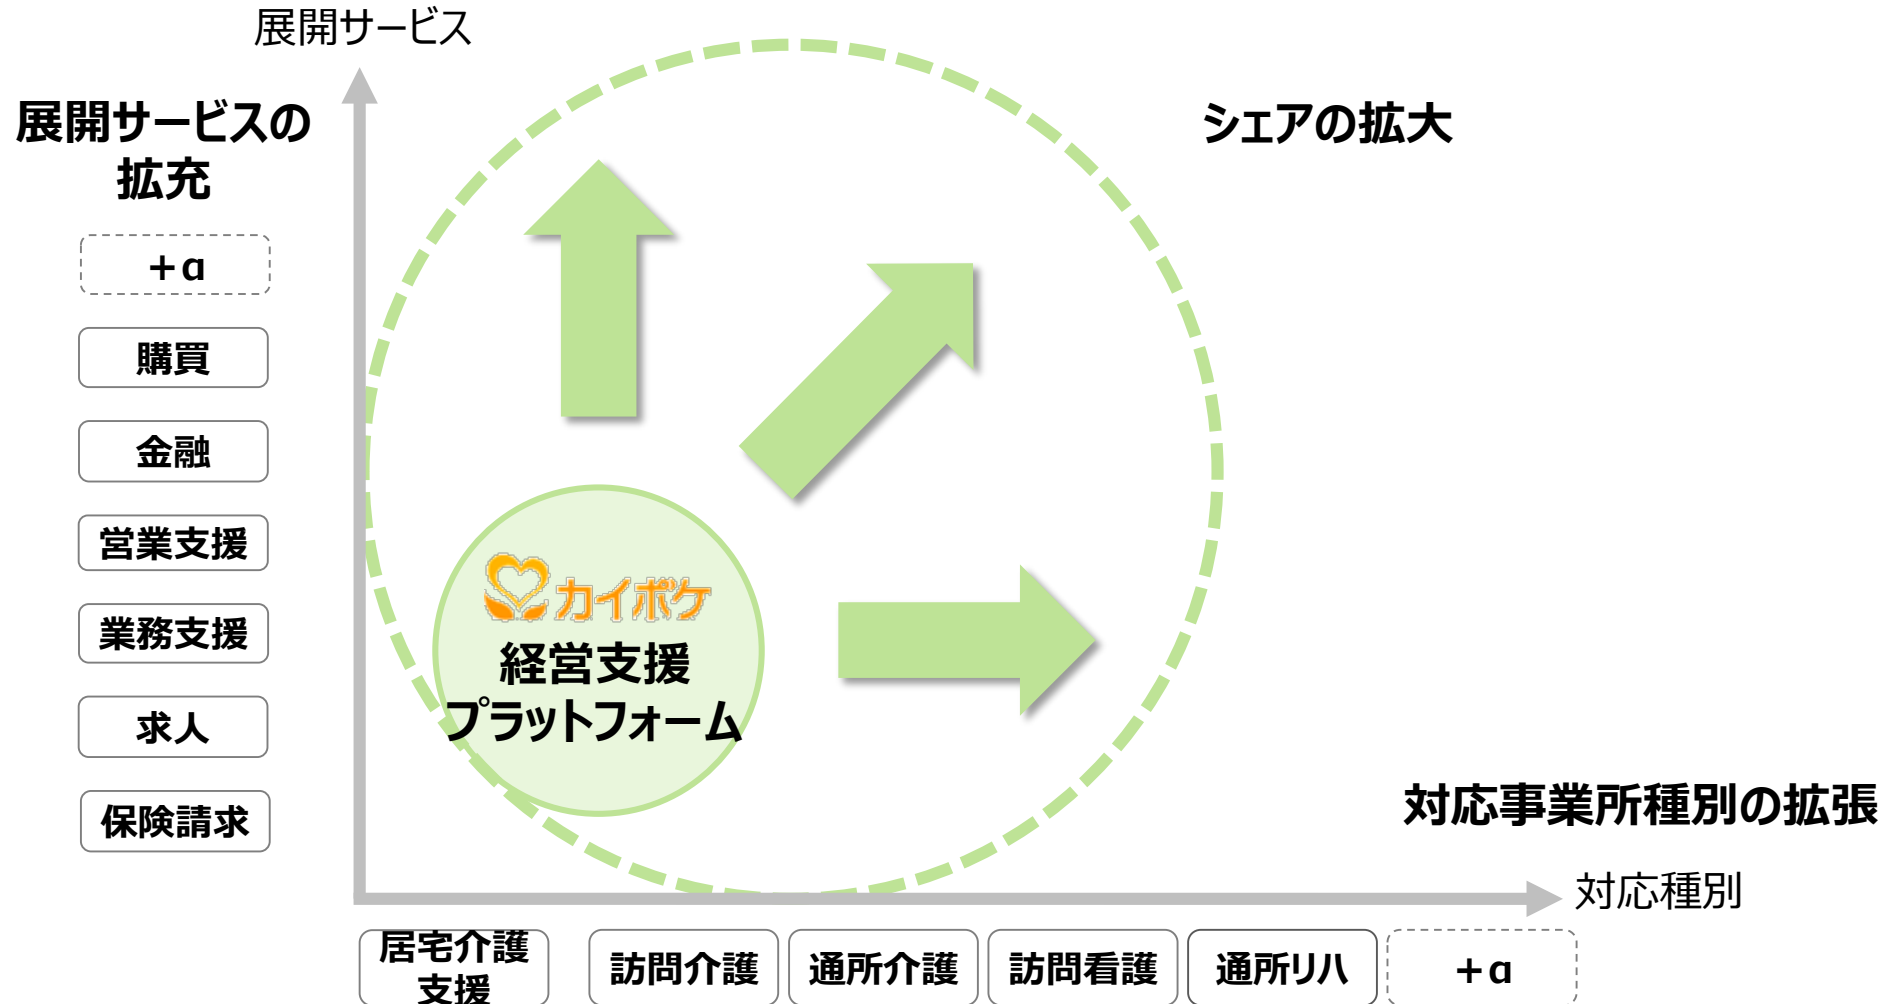 展開サービス
展開サービスの
拡充
シェアの拡大
+α
購買
金融
営業支援
業務支援
求人
保険請求
カイポケ
経営支援
プラットフォーム
対応事業所種別の拡張
対応種別
居宅介護
支援
訪問介護
通所介護
訪問看護
通所リハ
+α